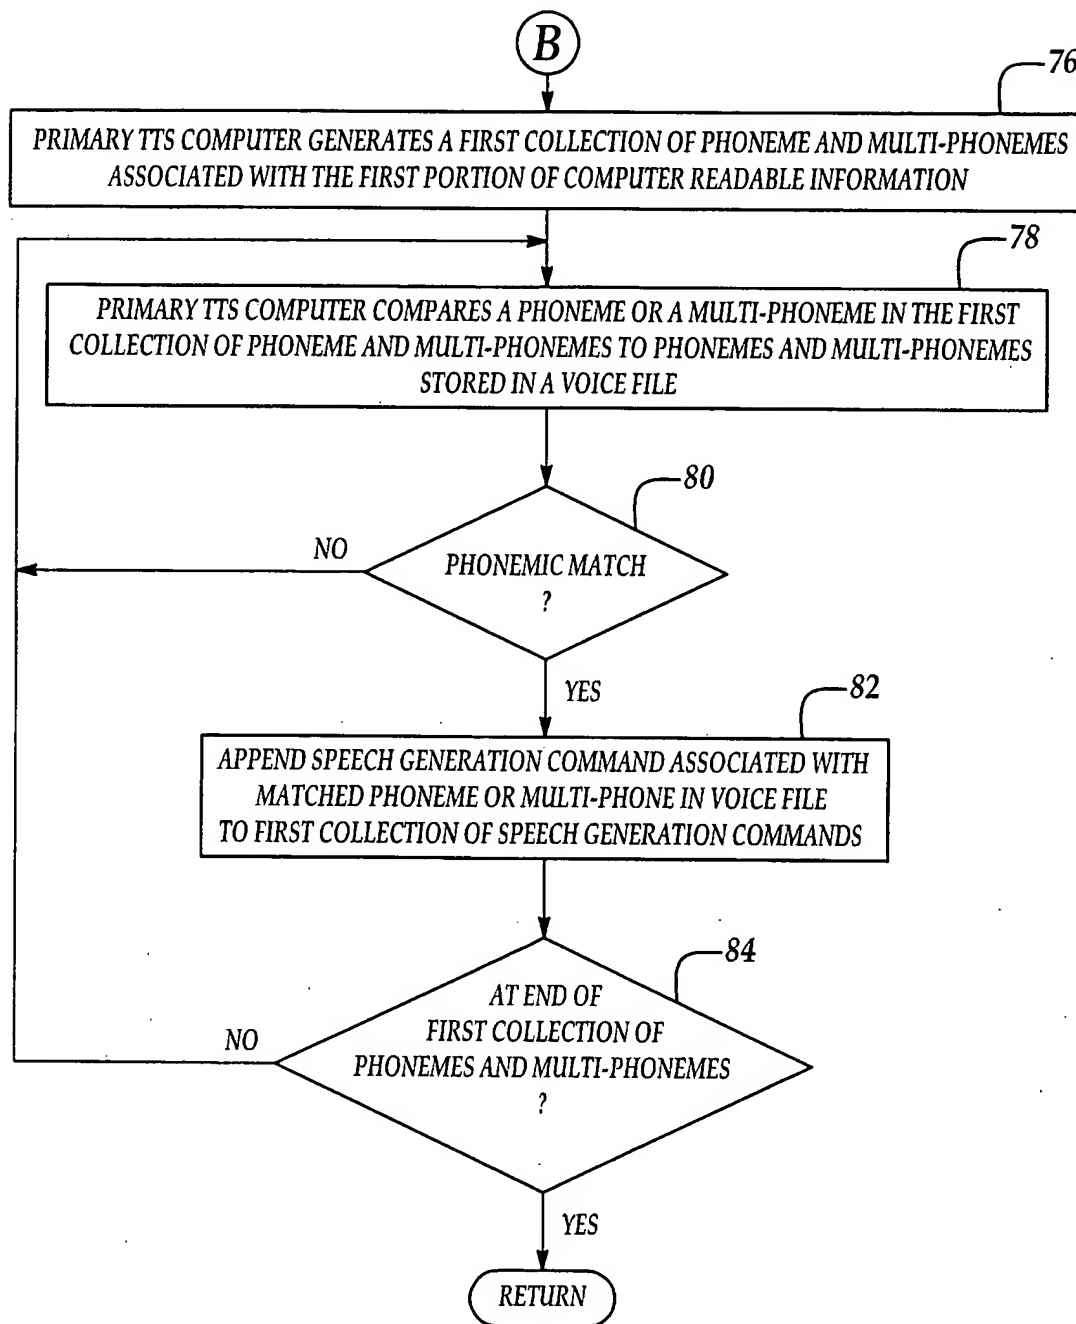 B
76
PRIMARY TTS COMPUTER GENERATES A FIRST COLLECTION OF PHONEME AND MULTI-PHONEMES
ASSOCIATED WITH THE FIRST PORTION OF COMPUTER READABLE INFORMATION
78
PRIMARY TTS COMPUTER COMPARES A PHONEME OR A MULTI-PHONEME IN THE FIRST
COLLECTION OF PHONEME AND MULTI-PHONEMES TO PHONEMES AND MULTI-PHONEMES
STORED IN A VOICE FILE
80
NO
PHONEMIC MATCH
?
YES
82
APPEND SPEECH GENERATION COMMAND ASSOCIATED WITH
MATCHED PHONEME OR MULTI-PHONE IN VOICE FILE
TO FIRST COLLECTION OF SPEECH GENERATION COMMANDS
84
NO
AT END OF
FIRST COLLECTION OF
PHONEMES AND MULTI-PHONEMES
?
YES
RETURN